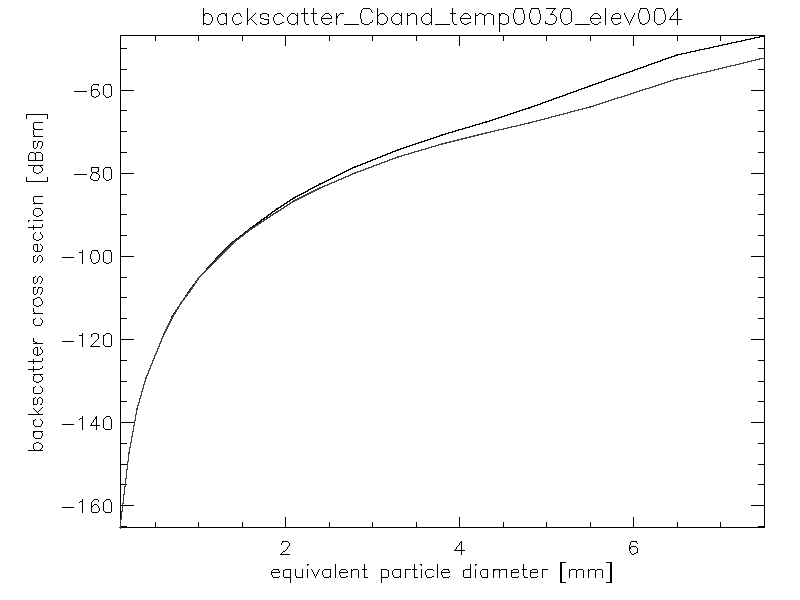 backscatter_Cband_temp0030_elev004
backscatter cross section [dBsm]
−60
−80
−100
−120
−140
−160
2 4 6
equivalent particle diameter [mm]